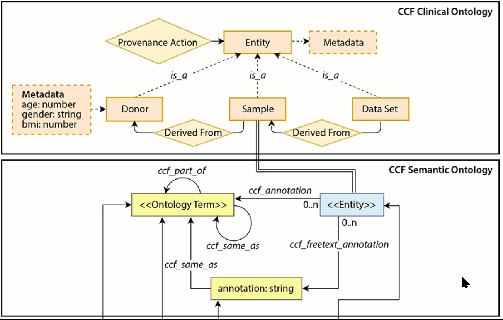 CCF Clinical Ontology
Provenance Action
Entity
Metadata
is_a
is_a
is_a
Metadata
age: number
gender: string
bmi: number
Donor
Sample
Data Set
Derived From
Derived From
CCF Semantic Ontology
ccf_part_of
ccf_annotation
<<Ontology Term>>
0..n
<<Entity>>
0..n
ccf_same_as
ccf_freetext_annotation
ccf_same_as
annotation: string